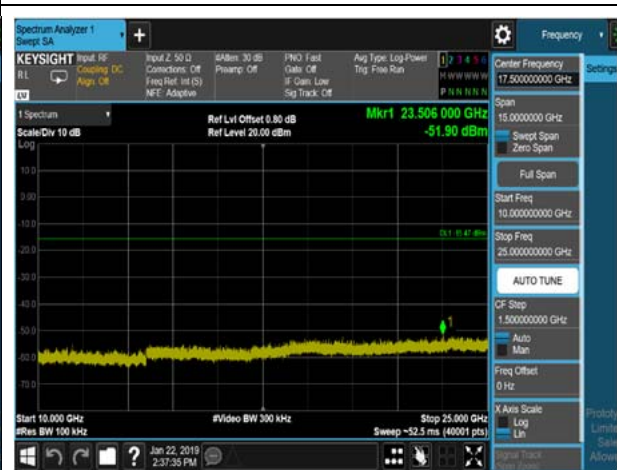 Spectrum Analyzer 1
Swept SA
+
Frequency
KEYSIGHT
Input: RF
Coupling: DC
Align: Off
Input Z: 50 Ω
Corrections: Off
Freq Ref: Int (S)
NFE: Adaptive
#Atten: 30 dB
Preamp: Off
PNO: Fast
Gate: Off
IF Gain: Low
Sig Track: Off
Avg Type: Log-Power
Trig: Free Run
1 2 3 4 5 6
M W W W W W
P N N N N N
RL
LXI
1 Spectrum
Scale/Div 10 dB
Log
Ref Lvl Offset 0.80 dB
Ref Level 20.00 dBm
Mkr1 23.506 000 GHz
-51.90 dBm
10.0
0.00
-10.0
DL1 -15.47 dBm
-20.0
-30.0
-40.0
-50.0
-60.0
-70.0
1
Start 10.000 GHz
#Res BW 100 kHz
#Video BW 300 kHz
Stop 25.000 GHz
Sweep ~52.5 ms (40001 pts)
Jan 22, 2019
2:37:35 PM
Center Frequency
17.500000000 GHz
Span
15.0000000 GHz
Swept Span
Zero Span
Full Span
Start Freq
10.000000000 GHz
Stop Freq
25.000000000 GHz
AUTO TUNE
CF Step
1.500000000 GHz
Auto
Man
Freq Offset
0 Hz
X Axis Scale
Log
Lin
Signal Track
Settings